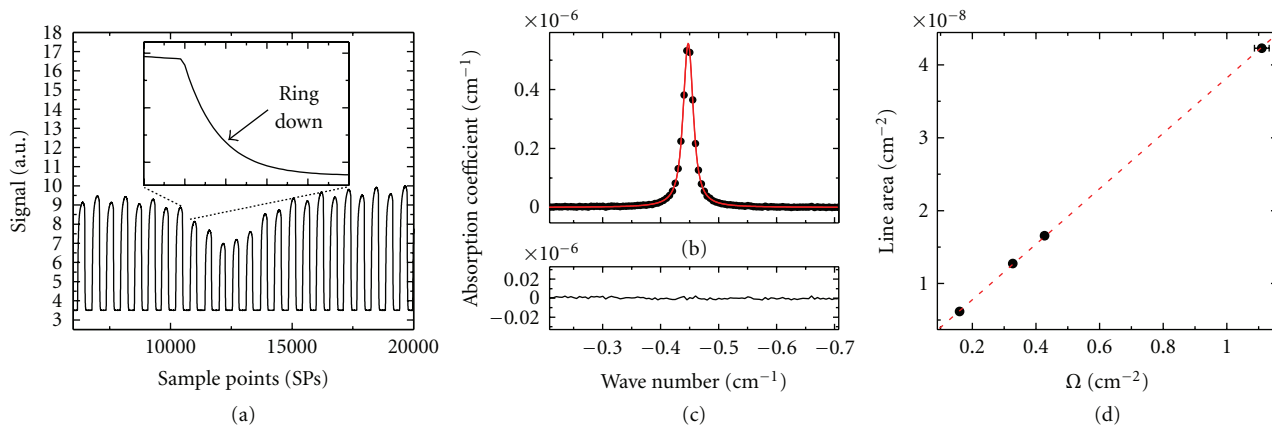 18
17
16
15
14
13
12
11
10
9
8
7
6
5
4
3
Signal (a.u.)
Ring
down
10000 15000 20000
Sample points (SPs)
(a)
×10⁻⁶
0.4
0.2
0
(b)
Absorption coefficient (cm⁻¹)
×10⁻⁶
0.02
0
−0.02
−0.3 −0.4 −0.5 −0.6 −0.7
Wave number (cm⁻¹)
(c)
×10⁻⁸
4
2
0
Line area (cm⁻²)
0.2 0.4 0.6 0.8 1
Ω (cm⁻²)
(d)